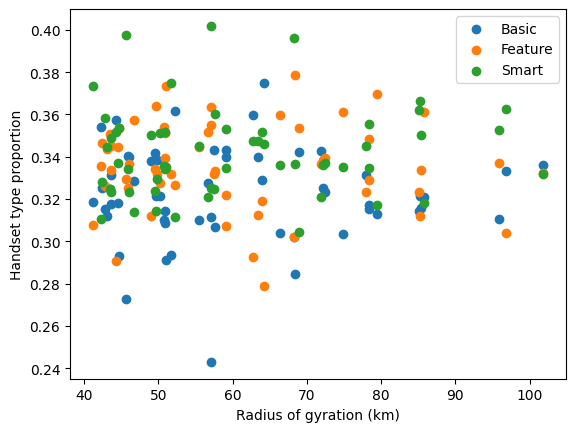 Basic
Feature
Smart
Handset type proportion
0.40
0.38
0.36
0.34
0.32
0.30
0.28
0.26
0.24
40 50 60 70 80 90 100
Radius of gyration (km)